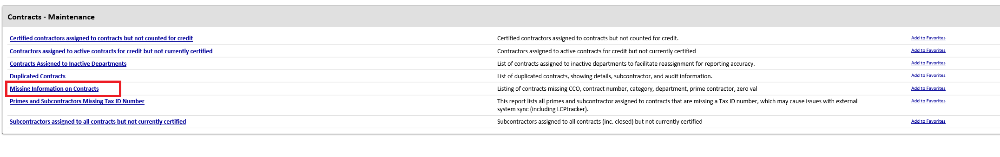 Contracts - Maintenance
Certified contractors assigned to contracts but not counted for credit Certified contractors assigned to contracts but not counted for credit. Add to Favorites
Contractors assigned to active contracts for credit but not currently certified Contractors assigned to active contracts for credit but not currently certified Add to Favorites
Contracts Assigned to Inactive Departments List of contracts assigned to inactive departments to facilitate reassignment for reporting accuracy. Add to Favorites
Duplicated Contracts List of duplicated contracts, showing details, subcontractor, and audit information. Add to Favorites
Missing Information on Contracts Listing of contracts missing CCO, contract number, category, department, prime contractor, zero val Add to Favorites
Primes and Subcontractors Missing Tax ID Number This report lists all primes and subcontractor assigned to contracts that are missing a Tax ID number, which may cause issues with external Add to Favorites
system sync (including LCPtracker).
Subcontractors assigned to all contracts but not currently certified Subcontractors assigned to all contracts (inc. closed) but not currently certified Add to Favorites